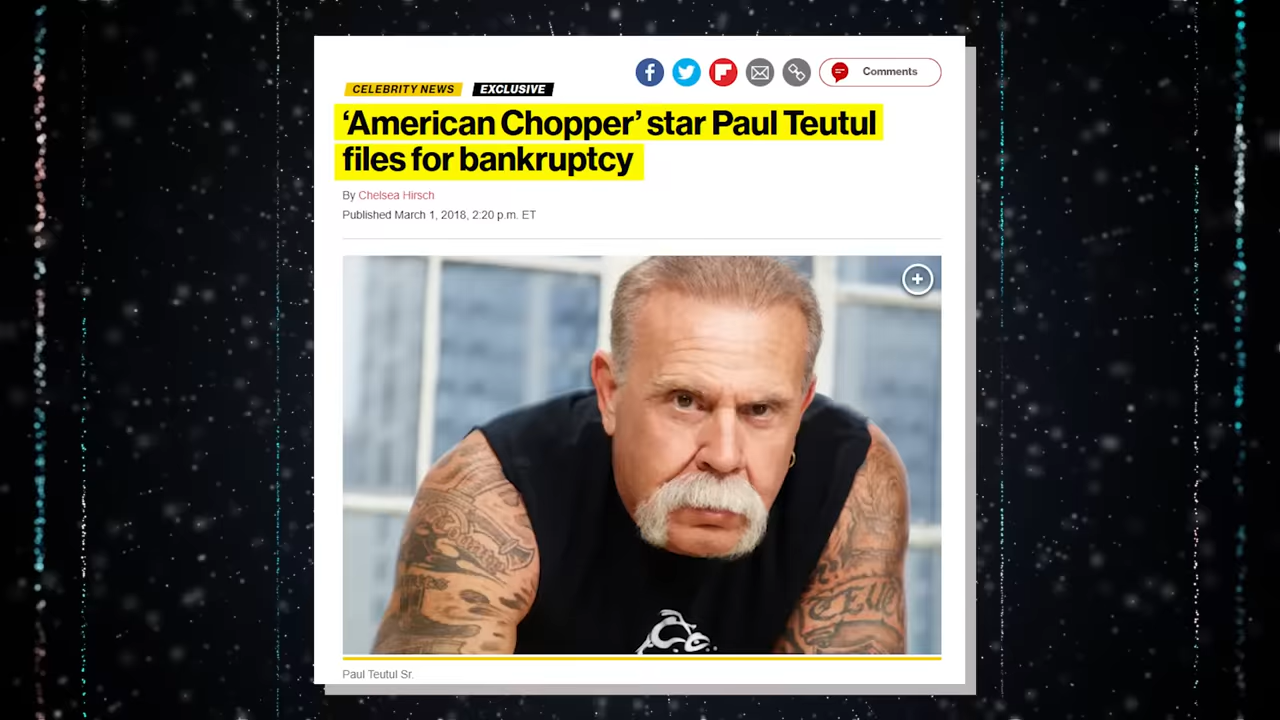 Comments
CELEBRITY NEWS
EXCLUSIVE
‘American Chopper’ star Paul Teutul
files for bankruptcy
By Chelsea Hirsch
Published March 1, 2018, 2:20 p.m. ET
Paul Teutul Sr.